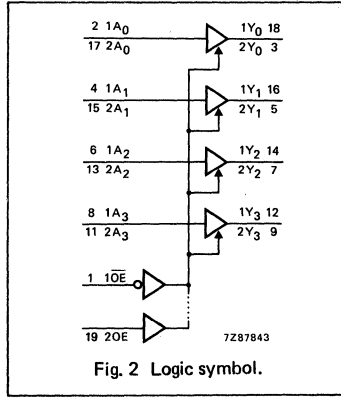 2 1A0 1Y0 18
17 2A0 2Y0 3
4 1A1 1Y1 16
15 2A1 2Y1 5
6 1A2 1Y2 14
13 2A2 2Y2 7
8 1A3 1Y3 12
11 2A3 2Y3 9
1 1O̅E̅
19 2OE
7Z87843
Fig. 2 Logic symbol.